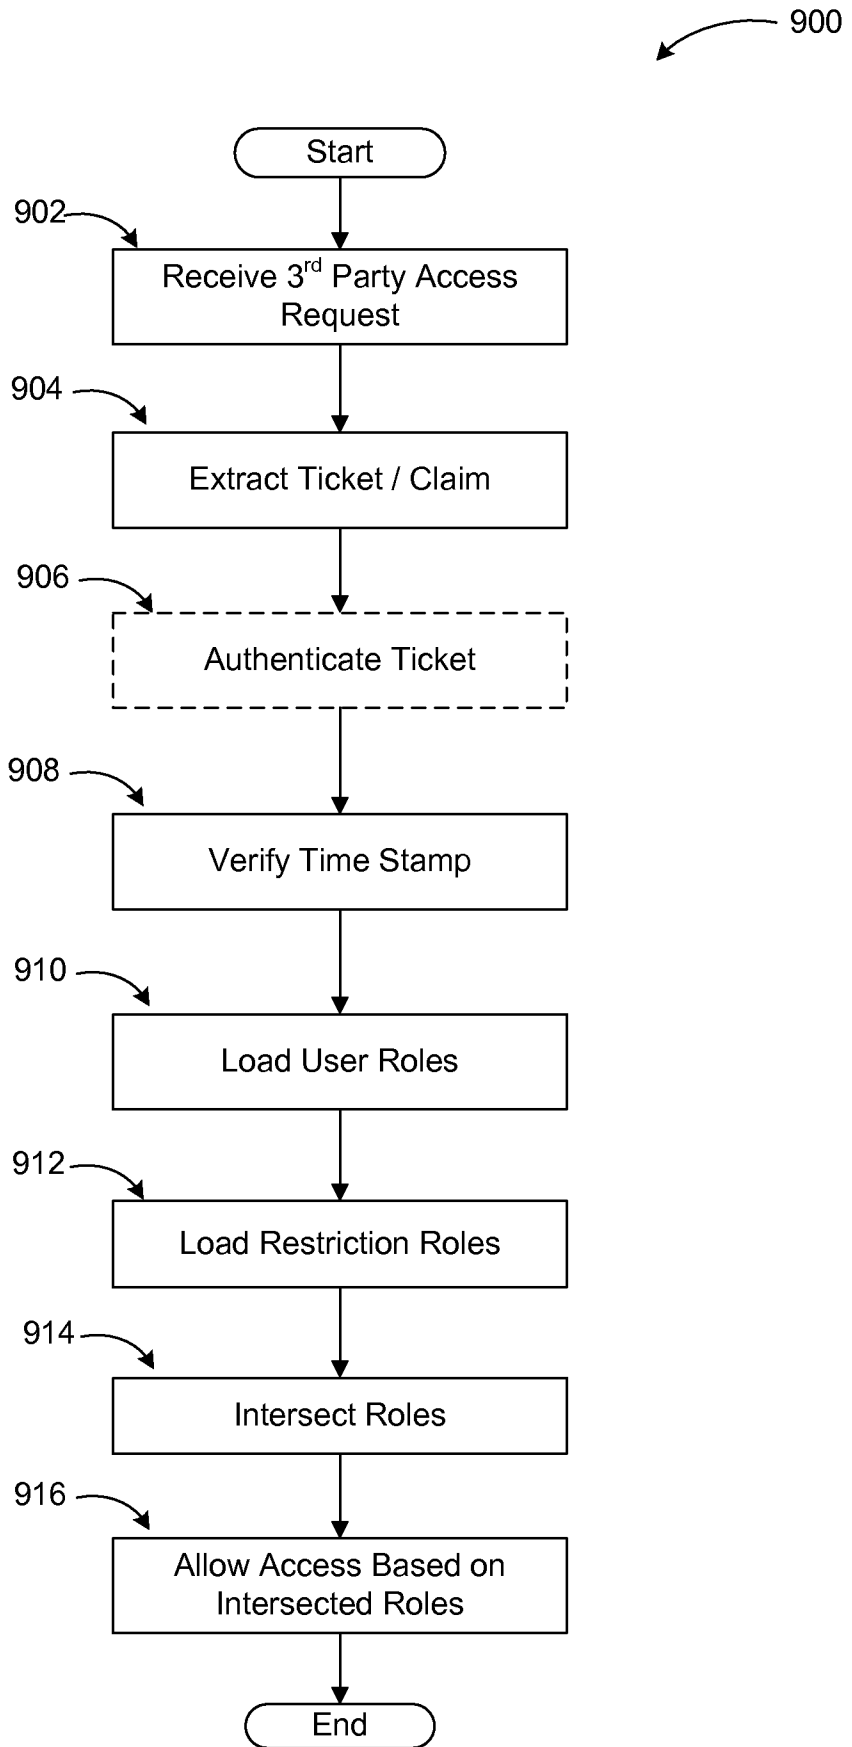 900
Start
902
Receive 3rd Party Access
Request
904
Extract Ticket / Claim
906
Authenticate Ticket
908
Verify Time Stamp
910
Load User Roles
912
Load Restriction Roles
914
Intersect Roles
916
Allow Access Based on
Intersected Roles
End